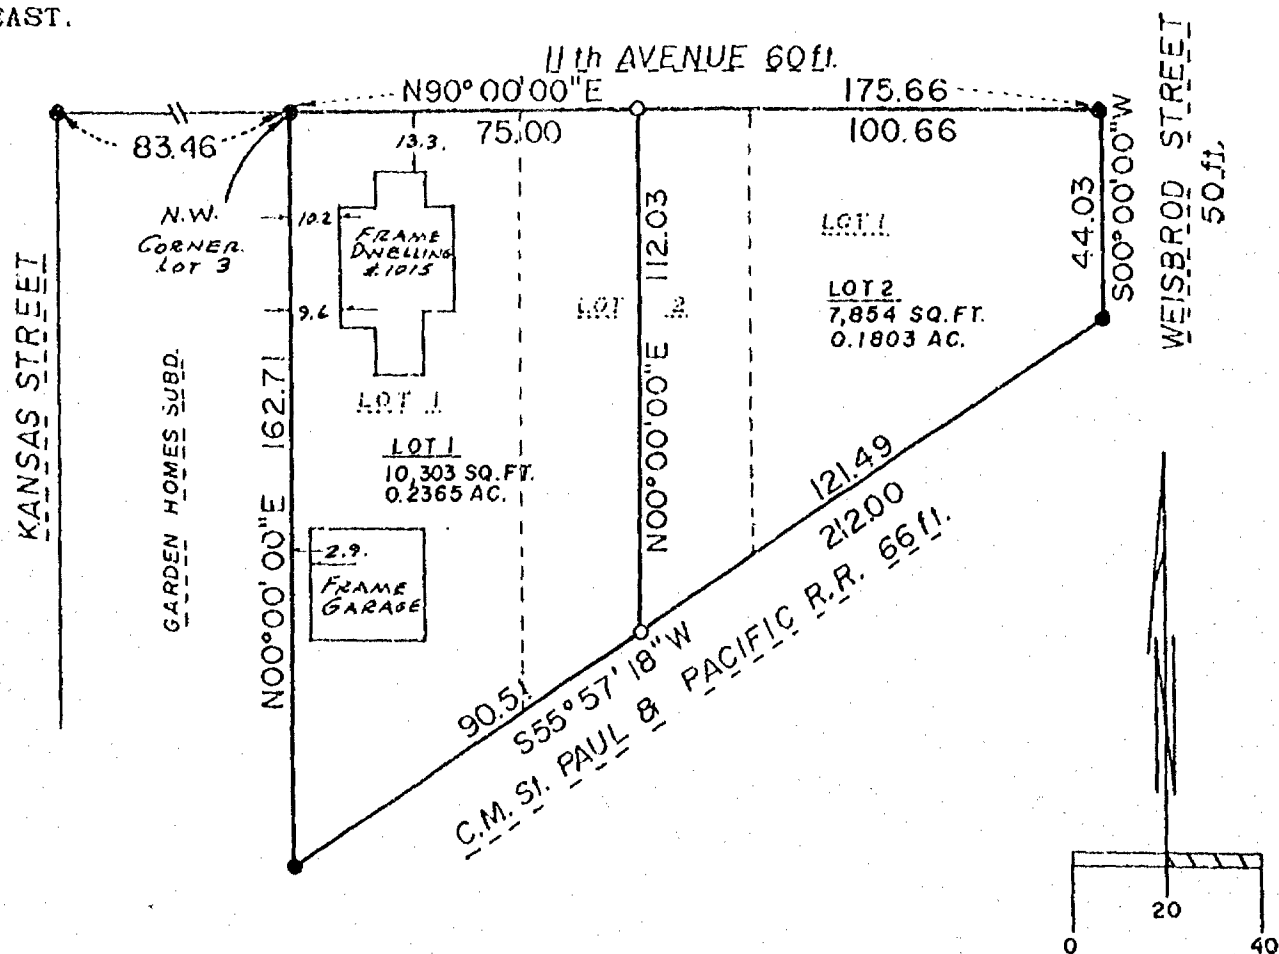 EAST.
11th AVENUE 60ft.
N90°00'00"E
175.66
83.46
75.00
100.66
13.3.
WEISBROD STREET
50ft.
S00°00'00"W
44.03
N.W.
CORNER.
LOT 3
10.2
FRAME
DWELLING
#1015
9.6
112.03
N00°00'00"E
LOT 1
LOT 2
LOT 2
7,854 SQ.FT.
0.1803 AC.
KANSAS STREET
GARDEN HOMES SUBD.
162.71
N00°00'00"E
LOT
LOT 1
10,303 SQ.FT.
0.2365 AC.
2.9.
FRAME
GARAGE
121.49
212.00
90.51
S55°57'18"W
C.M. St. PAUL & PACIFIC R.R. 66ft.
20
0
40